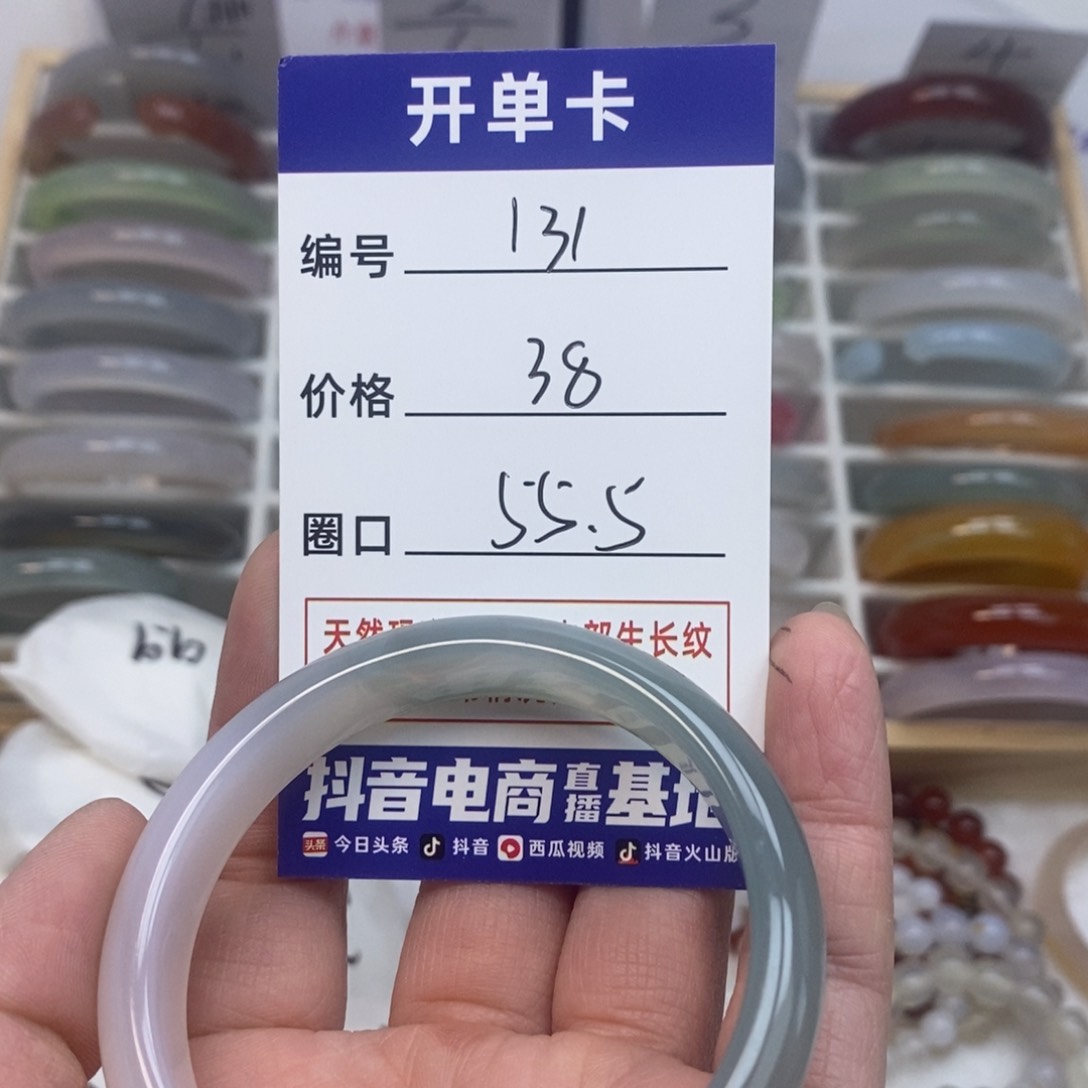 开单卡
编号 131
价格 38
圈口 55.5
天然 部生长纹
抖音电商直播基地
今日头条 抖音 西瓜视频 抖音火山版